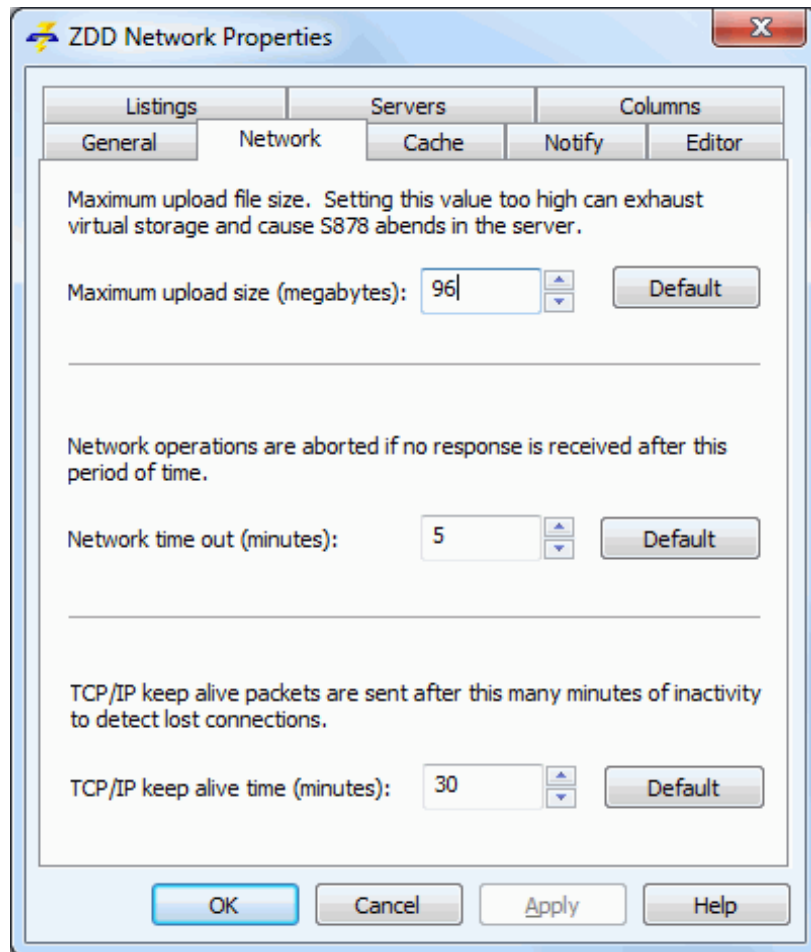 ZDD Network Properties
Listings Servers Columns
General Network Cache Notify Editor
Maximum upload file size. Setting this value too high can exhaust
virtual storage and cause S878 abends in the server.
Maximum upload size (megabytes): 96 Default
Network operations are aborted if no response is received after this
period of time.
Network time out (minutes): 5 Default
TCP/IP keep alive packets are sent after this many minutes of inactivity
to detect lost connections.
TCP/IP keep alive time (minutes): 30 Default
OK Cancel Apply Help